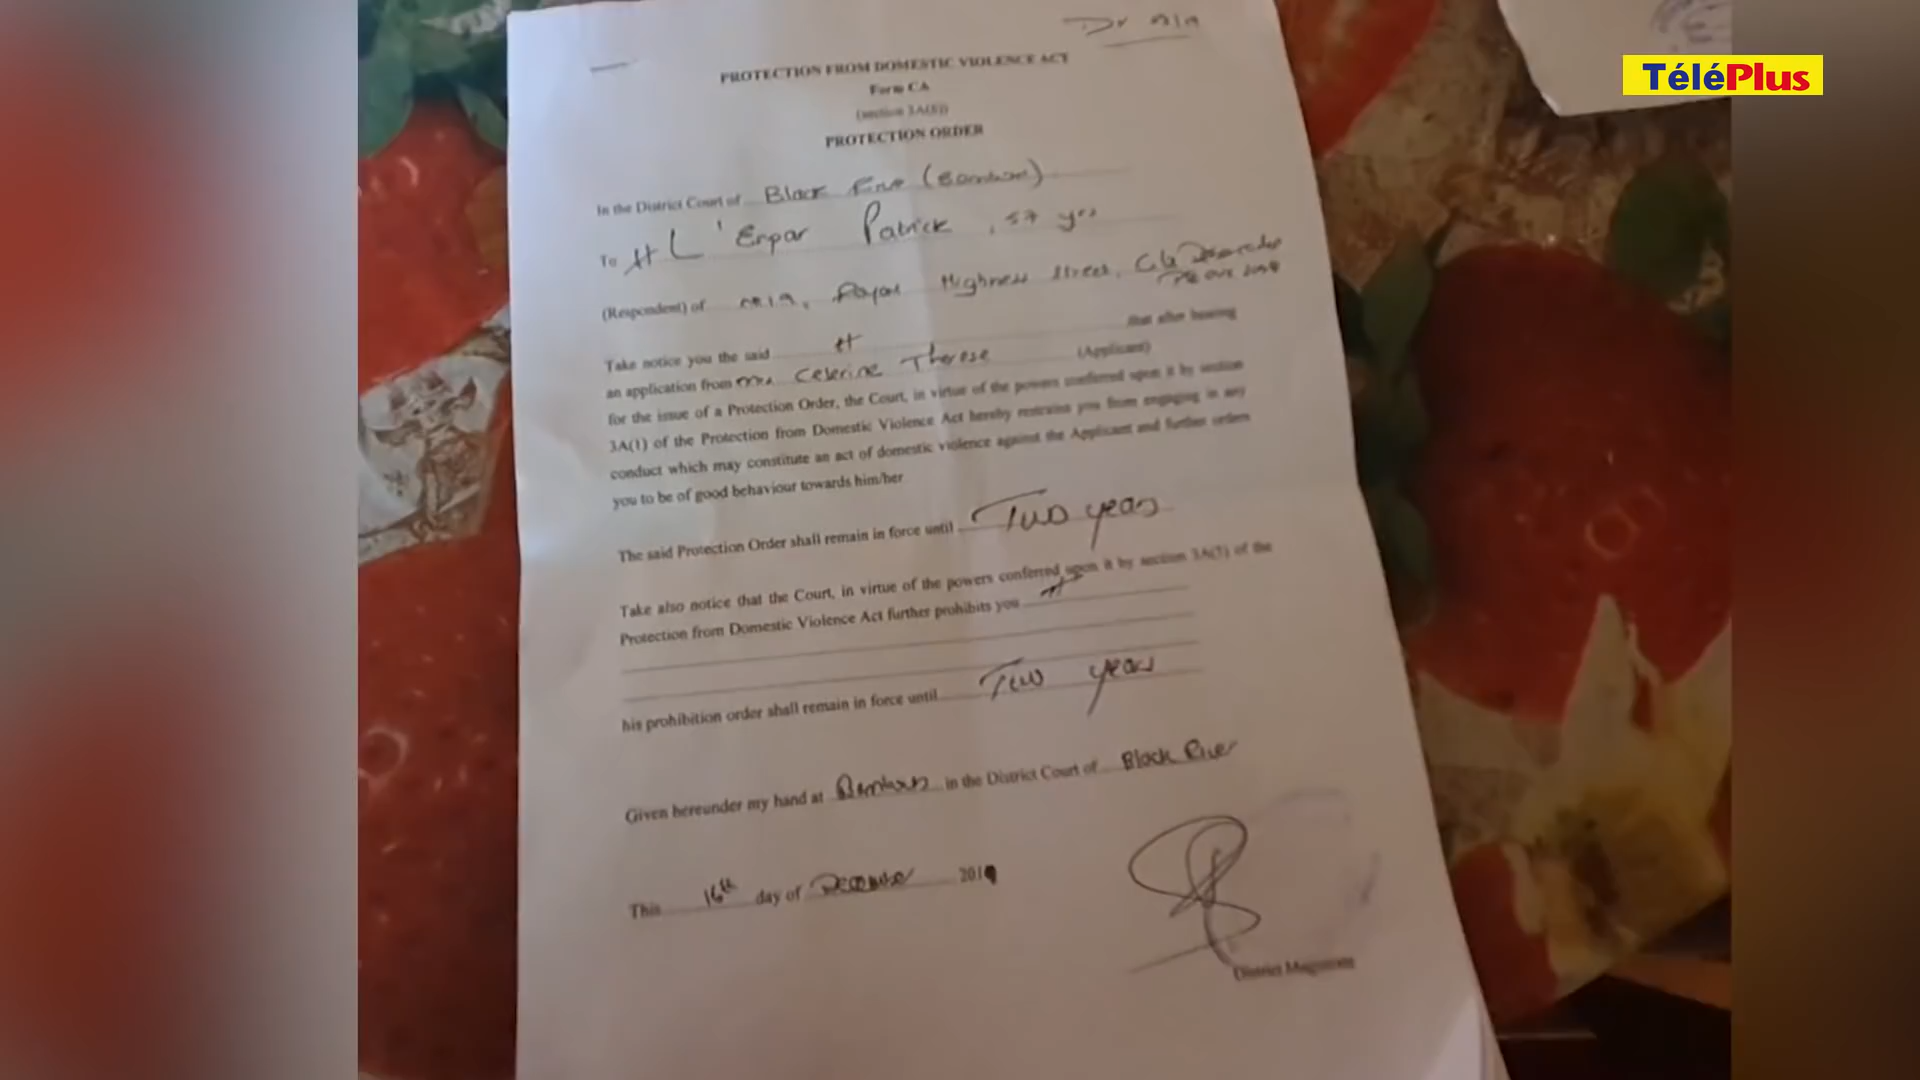 TéléPlus
PROTECTION FROM DOMESTIC VIOLENCE ACT
Form CA
(section 3A(8))
PROTECTION ORDER
In the District Court of Black River (Bambous)
To L'Enpar Patrick, 57 yrs
(Respondent) of Royal Highness Street,
Take notice you the said that after hearing
an application from Celerine Therese (Applicant)
for the issue of a Protection Order, the Court, in virtue of the powers conferred upon it by section
3A(1) of the Protection from Domestic Violence Act hereby restrains you from engaging in any
conduct which may constitute an act of domestic violence against the Applicant and further orders
you to be of good behaviour towards him/her.
The said Protection Order shall remain in force until Two years
Take also notice that the Court, in virtue of the powers conferred upon it by section 3A(3) of the
Protection from Domestic Violence Act further prohibits you
his prohibition order shall remain in force until Two years
Given hereunder my hand at Bambous in the District Court of Black River
This 16th day of December 2019
District Magistrate